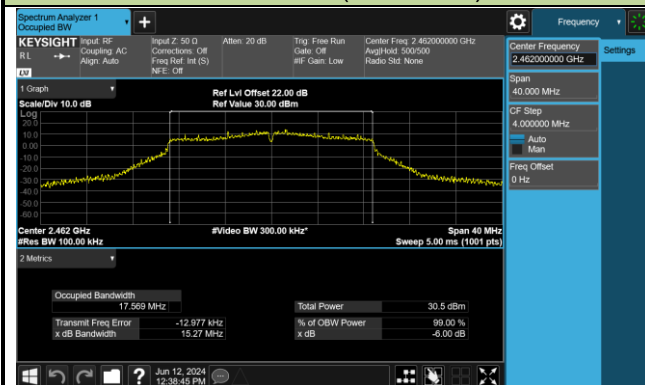 Spectrum Analyzer 1
Occupied BW
+
Frequency
KEYSIGHT
Input: RF
Input Z: 50 Ω
Atten: 20 dB
Trig: Free Run
Center Freq: 2.462000000 GHz
RL
Coupling: AC
Corrections: Off
Gate: Off
Avg|Hold: 500/500
Align: Auto
Freq Ref: Int (S)
#IF Gain: Low
Radio Std: None
LXI
NFE: Off
Center Frequency
2.462000000 GHz
Settings
Span
40.000 MHz
CF Step
4.000000 MHz
Auto
Man
Freq Offset
0 Hz
1 Graph
Ref Lvl Offset 22.00 dB
Scale/Div 10.0 dB
Ref Value 30.00 dBm
Log
20.0
10.0
0.00
-10.0
-20.0
-30.0
-40.0
-50.0
-60.0
Center 2.462 GHz
#Video BW 300.00 kHz*
Span 40 MHz
#Res BW 100.00 kHz
Sweep 5.00 ms (1001 pts)
2 Metrics
Occupied Bandwidth
17.569 MHz
Total Power
30.5 dBm
Transmit Freq Error
-12.977 kHz
% of OBW Power
99.00 %
x dB Bandwidth
15.27 MHz
x dB
-6.00 dB
?
Jun 12, 2024
12:38:45 PM